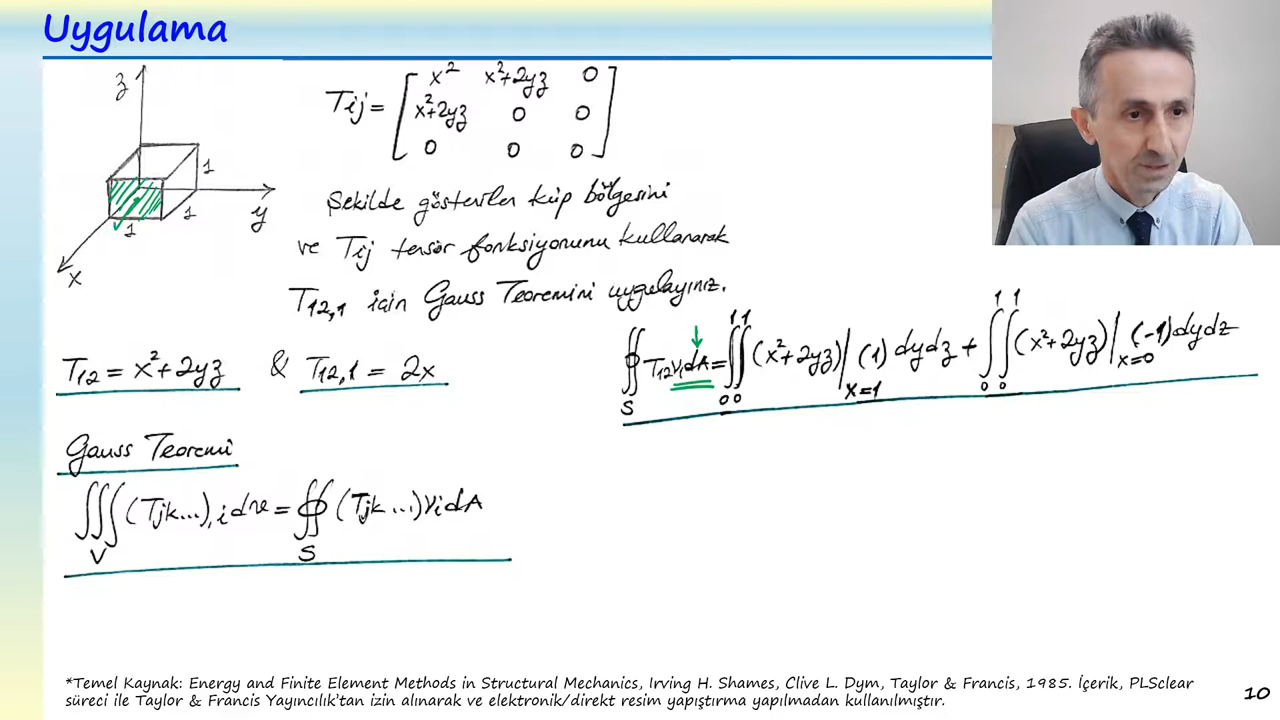 Uygulama
z
1
1
1
y
x
Tij = [ x² x²+2yz 0
x²+2yz 0 0
0 0 0 ]
Şekilde gösterilen küp bölgesini
ve Tij tensör fonksiyonunu kullanarak
T12,1 için Gauss Teoremini uygulayınız.
T12 = x²+2yz & T12,1 = 2x
Gauss Teoremi
∭V (Tjk...),i dv = ∯S (Tjk...) νi dA
∯S T12 ν1 dA = ∫₀¹∫₀¹ (x²+2yz)|x=1 (1) dydz + ∫₀¹∫₀¹ (x²+2yz)|x=0 (-1) dydz
*Temel Kaynak: Energy and Finite Element Methods in Structural Mechanics, Irving H. Shames, Clive L. Dym, Taylor & Francis, 1985. İçerik, PLSclear
süreci ile Taylor & Francis Yayıncılık'tan izin alınarak ve elektronik/direkt resim yapıştırma yapılmadan kullanılmıştır.
10